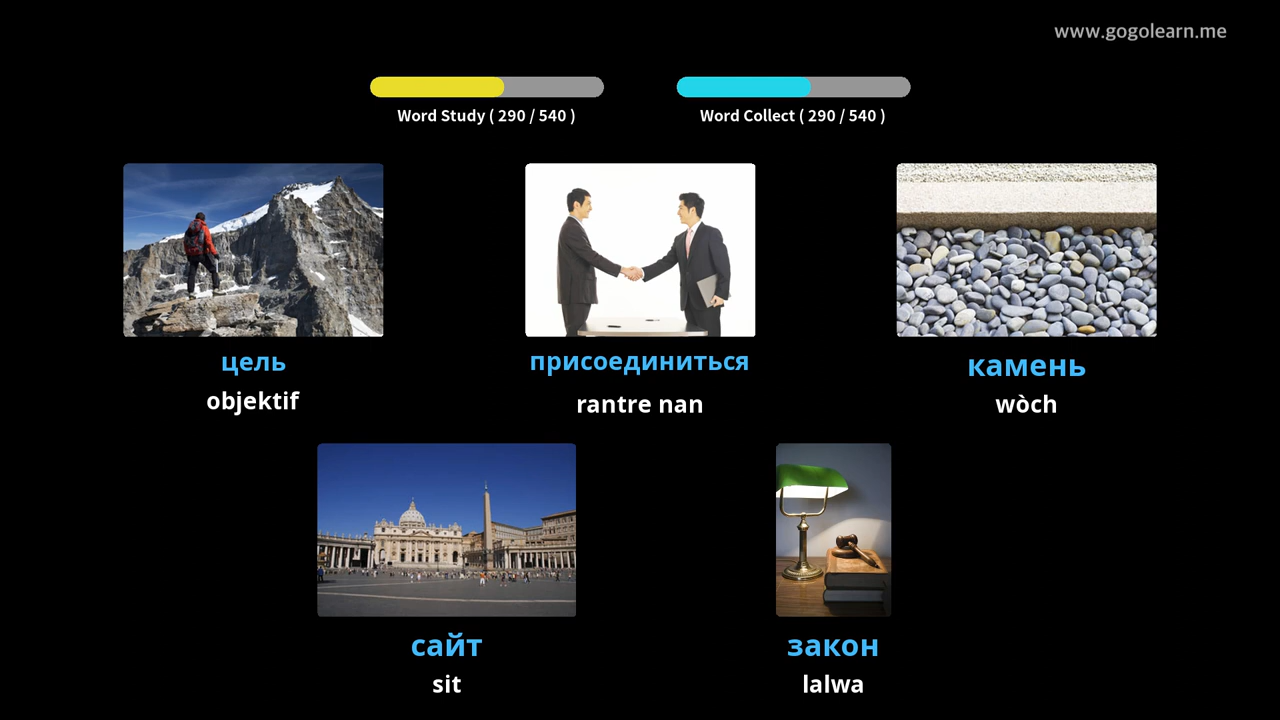 www.gogolearn.me
Word Study ( 290 / 540 )
Word Collect ( 290 / 540 )
цель
objektif
присоединиться
rantre nan
камень
wòch
сайт
sit
закон
lalwa